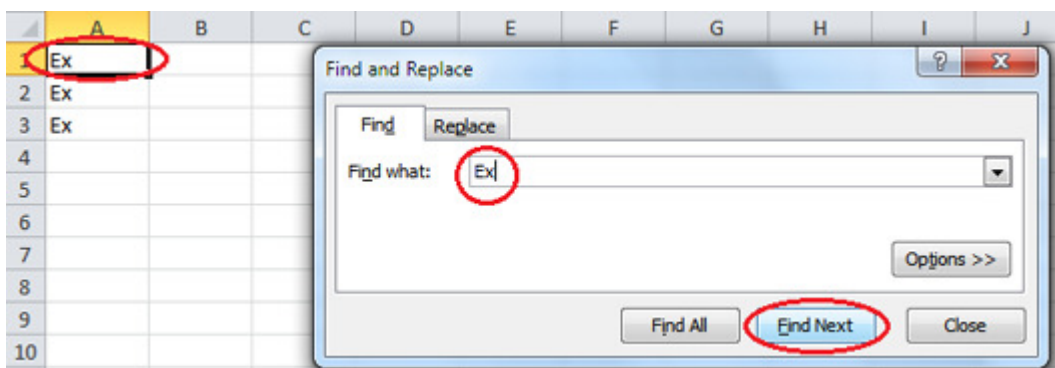 A B C D E F G H I J
1 Ex
2 Ex
3 Ex
4
5
6
7
8
9
10
Find and Replace
?
X
Find Replace
Find what: Ex
Options >>
Find All Find Next Close